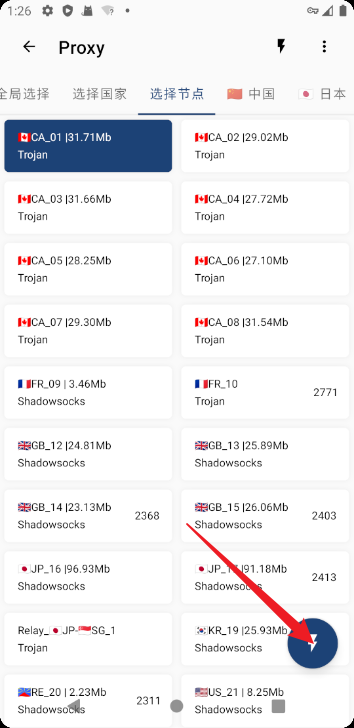 1:26
Proxy
全局选择 选择国家 选择节点 🇨🇳 中国 🇯🇵 日本
🇨🇦CA_01 |31.71Mb
Trojan
🇨🇦CA_02 |29.02Mb
Trojan
🇨🇦CA_03 |31.66Mb
Trojan
🇨🇦CA_04 |27.72Mb
Trojan
🇨🇦CA_05 |28.25Mb
Trojan
🇨🇦CA_06 |27.10Mb
Trojan
🇨🇦CA_07 |29.30Mb
Trojan
🇨🇦CA_08 |31.54Mb
Trojan
🇫🇷FR_09 | 3.46Mb
Shadowsocks
🇫🇷FR_10
Trojan
2771
🇬🇧GB_12 |24.81Mb
Shadowsocks
🇬🇧GB_13 |25.89Mb
Shadowsocks
🇬🇧GB_14 |23.13Mb
Shadowsocks
2368
🇬🇧GB_15 |26.06Mb
Shadowsocks
2403
🇯🇵JP_16 |96.93Mb
Shadowsocks
🇯🇵JP_17 |91.18Mb
Shadowsocks
2413
Relay_🇯🇵JP-🇸🇬SG_1
Trojan
🇰🇷KR_19 |25.93Mb
Shadowsocks
🇷🇪RE_20 | 2.23Mb
Shadowsocks
2311
🇺🇸US_21 | 8.25Mb
Shadowsocks